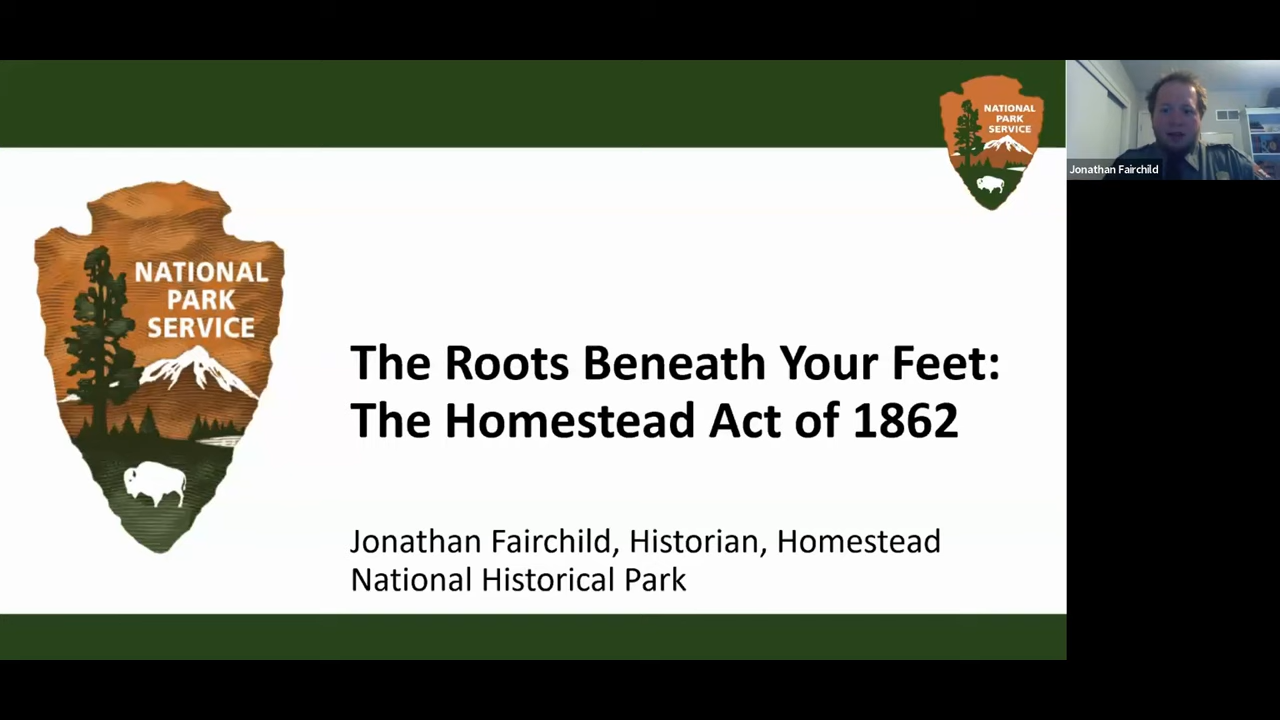 NATIONAL
PARK
SERVICE
Jonathan Fairchild
NATIONAL
PARK
SERVICE
The Roots Beneath Your Feet:
The Homestead Act of 1862
Jonathan Fairchild, Historian, Homestead
National Historical Park